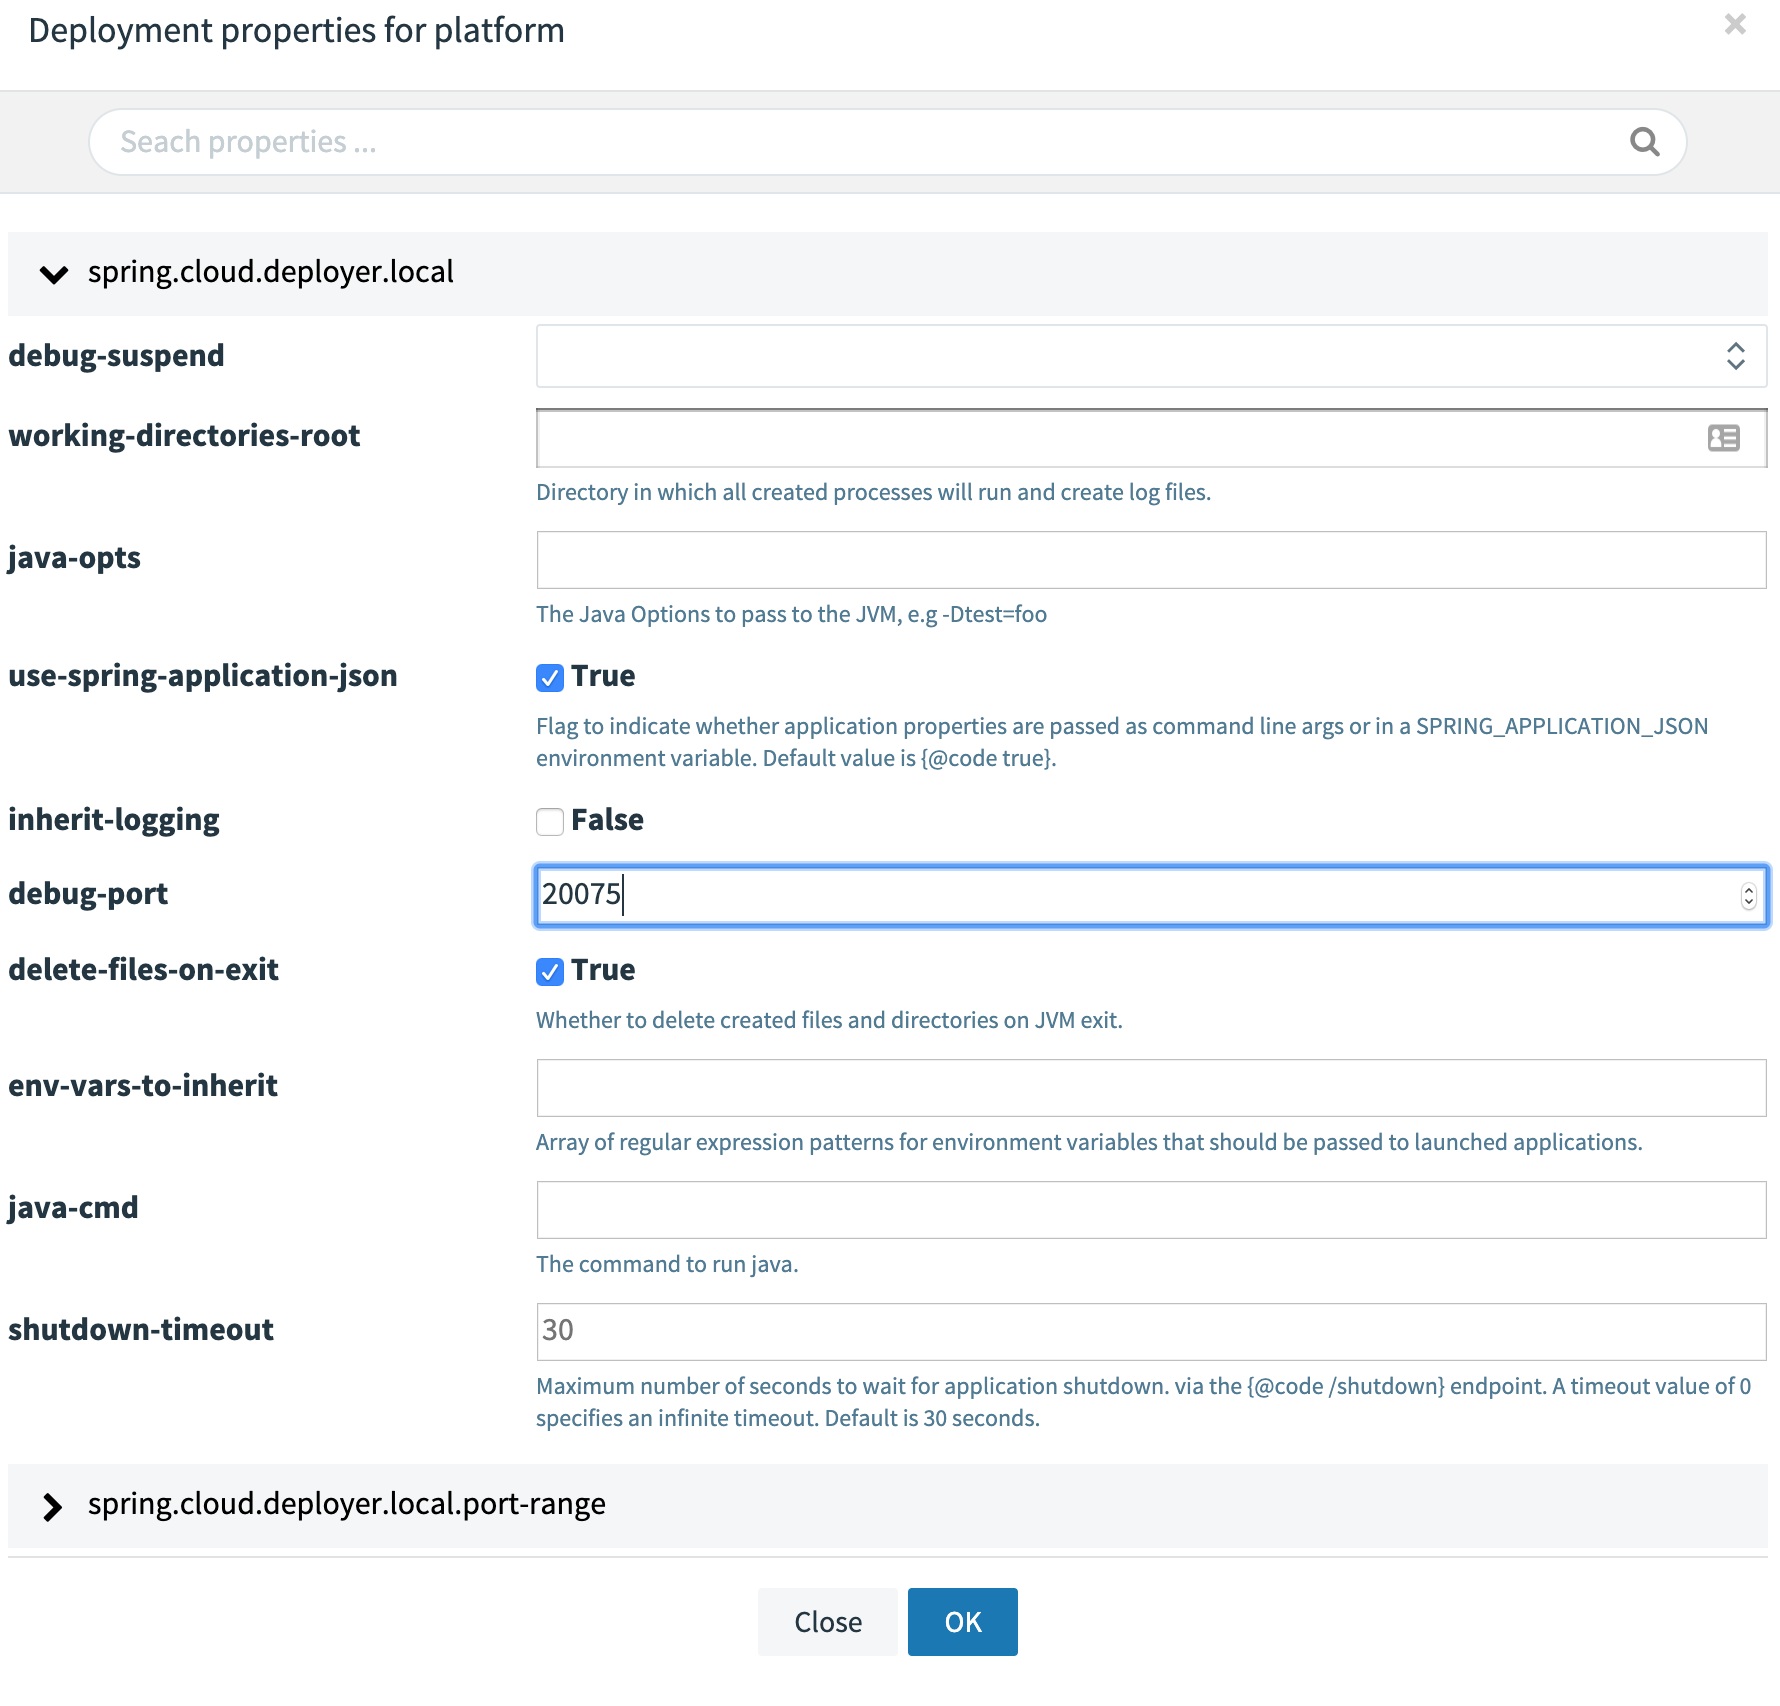 Deployment properties for platform
Seach properties ...
spring.cloud.deployer.local
debug-suspend
working-directories-root
Directory in which all created processes will run and create log files.
java-opts
The Java Options to pass to the JVM, e.g -Dtest=foo
use-spring-application-json
True
Flag to indicate whether application properties are passed as command line args or in a SPRING_APPLICATION_JSON
environment variable. Default value is {@code true}.
inherit-logging
False
debug-port
20075
delete-files-on-exit
True
Whether to delete created files and directories on JVM exit.
env-vars-to-inherit
Array of regular expression patterns for environment variables that should be passed to launched applications.
java-cmd
The command to run java.
shutdown-timeout
30
Maximum number of seconds to wait for application shutdown. via the {@code /shutdown} endpoint. A timeout value of 0
specifies an infinite timeout. Default is 30 seconds.
spring.cloud.deployer.local.port-range
Close
OK